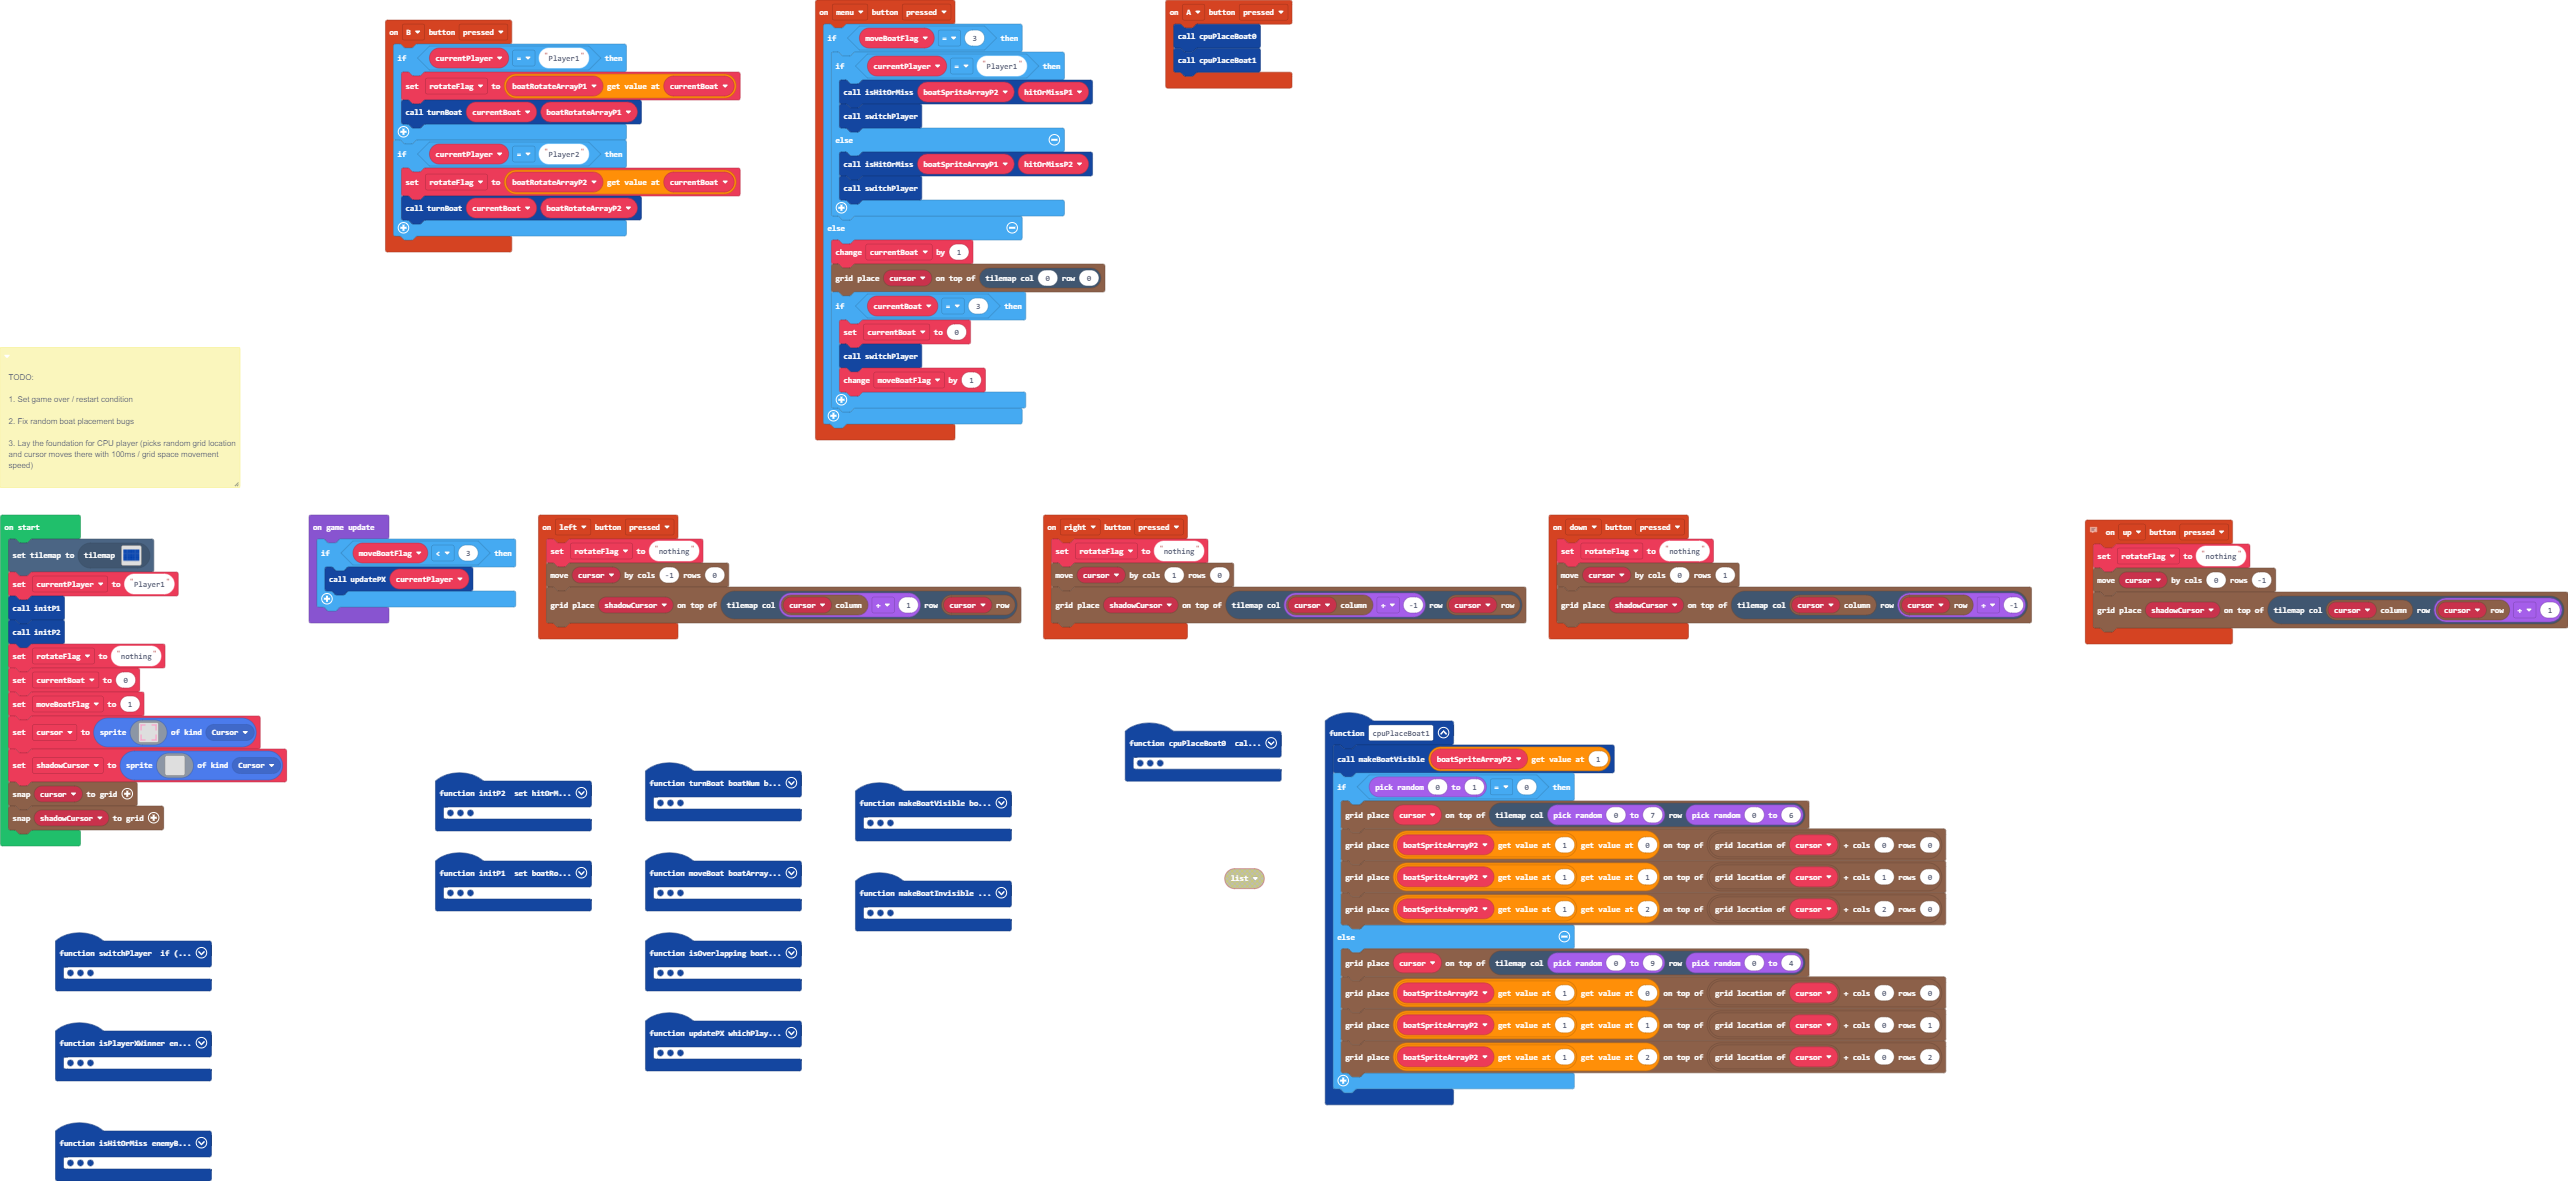 on B button pressed
if currentPlayer = "Player1" then
set rotateFlag to boatRotateArrayP1 get value at currentBoat
call turnBoat currentBoat boatRotateArrayP1
if currentPlayer = "Player2" then
set rotateFlag to boatRotateArrayP2 get value at currentBoat
call turnBoat currentBoat boatRotateArrayP2
on menu button pressed
if moveBoatFlag = 3 then
if currentPlayer = "Player1" then
call isHitOrMiss boatSpriteArrayP2 hitOrMissP1
call switchPlayer
else
call isHitOrMiss boatSpriteArrayP1 hitOrMissP2
call switchPlayer
else
change currentBoat by 1
grid place cursor on top of tilemap col 0 row 0
if currentBoat = 3 then
set currentBoat to 0
call switchPlayer
change moveBoatFlag by 1
on A button pressed
call cpuPlaceBoat0
call cpuPlaceBoat1
TODO:
1. Set game over / restart condition
2. Fix random boat placement bugs
3. Lay the foundation for CPU player (picks random grid location
and cursor moves there with 100ms / grid space movement
speed)
on start
set tilemap to tilemap
set currentPlayer to "Player1"
call initP1
call initP2
set rotateFlag to "nothing"
set currentBoat to 0
set moveBoatFlag to 1
set cursor to sprite of kind Cursor
set shadowCursor to sprite of kind Cursor
snap cursor to grid
snap shadowCursor to grid
on game update
if moveBoatFlag < 3 then
call updatePX currentPlayer
on left button pressed
set rotateFlag to "nothing"
move cursor by cols -1 rows 0
grid place shadowCursor on top of tilemap col cursor column + 1 row cursor row
on right button pressed
set rotateFlag to "nothing"
move cursor by cols 1 rows 0
grid place shadowCursor on top of tilemap col cursor column + -1 row cursor row
on down button pressed
set rotateFlag to "nothing"
move cursor by cols 0 rows 1
grid place shadowCursor on top of tilemap col cursor column row cursor row + -1
on up button pressed
set rotateFlag to "nothing"
move cursor by cols 0 rows -1
grid place shadowCursor on top of tilemap col cursor column row cursor row + 1
function initP2 set hitOrM...
function initP1 set boatRo...
function turnBoat boatNum b...
function moveBoat boatArray...
function isOverlapping boat...
function updatePX whichPlay...
function makeBoatVisible bo...
function makeBoatInvisible ...
function switchPlayer if (...
function isPlayerXWinner en...
function isHitOrMiss enemyB...
function cpuPlaceBoat0 cal...
list
function cpuPlaceBoat1
call makeBoatVisible boatSpriteArrayP2 get value at 1
if pick random 0 to 1 = 0 then
grid place cursor on top of tilemap col pick random 0 to 7 row pick random 0 to 6
grid place boatSpriteArrayP2 get value at 1 get value at 0 on top of grid location of cursor + cols 0 rows 0
grid place boatSpriteArrayP2 get value at 1 get value at 1 on top of grid location of cursor + cols 1 rows 0
grid place boatSpriteArrayP2 get value at 1 get value at 2 on top of grid location of cursor + cols 2 rows 0
else
grid place cursor on top of tilemap col pick random 0 to 9 row pick random 0 to 4
grid place boatSpriteArrayP2 get value at 1 get value at 0 on top of grid location of cursor + cols 0 rows 0
grid place boatSpriteArrayP2 get value at 1 get value at 1 on top of grid location of cursor + cols 0 rows 1
grid place boatSpriteArrayP2 get value at 1 get value at 2 on top of grid location of cursor + cols 0 rows 2